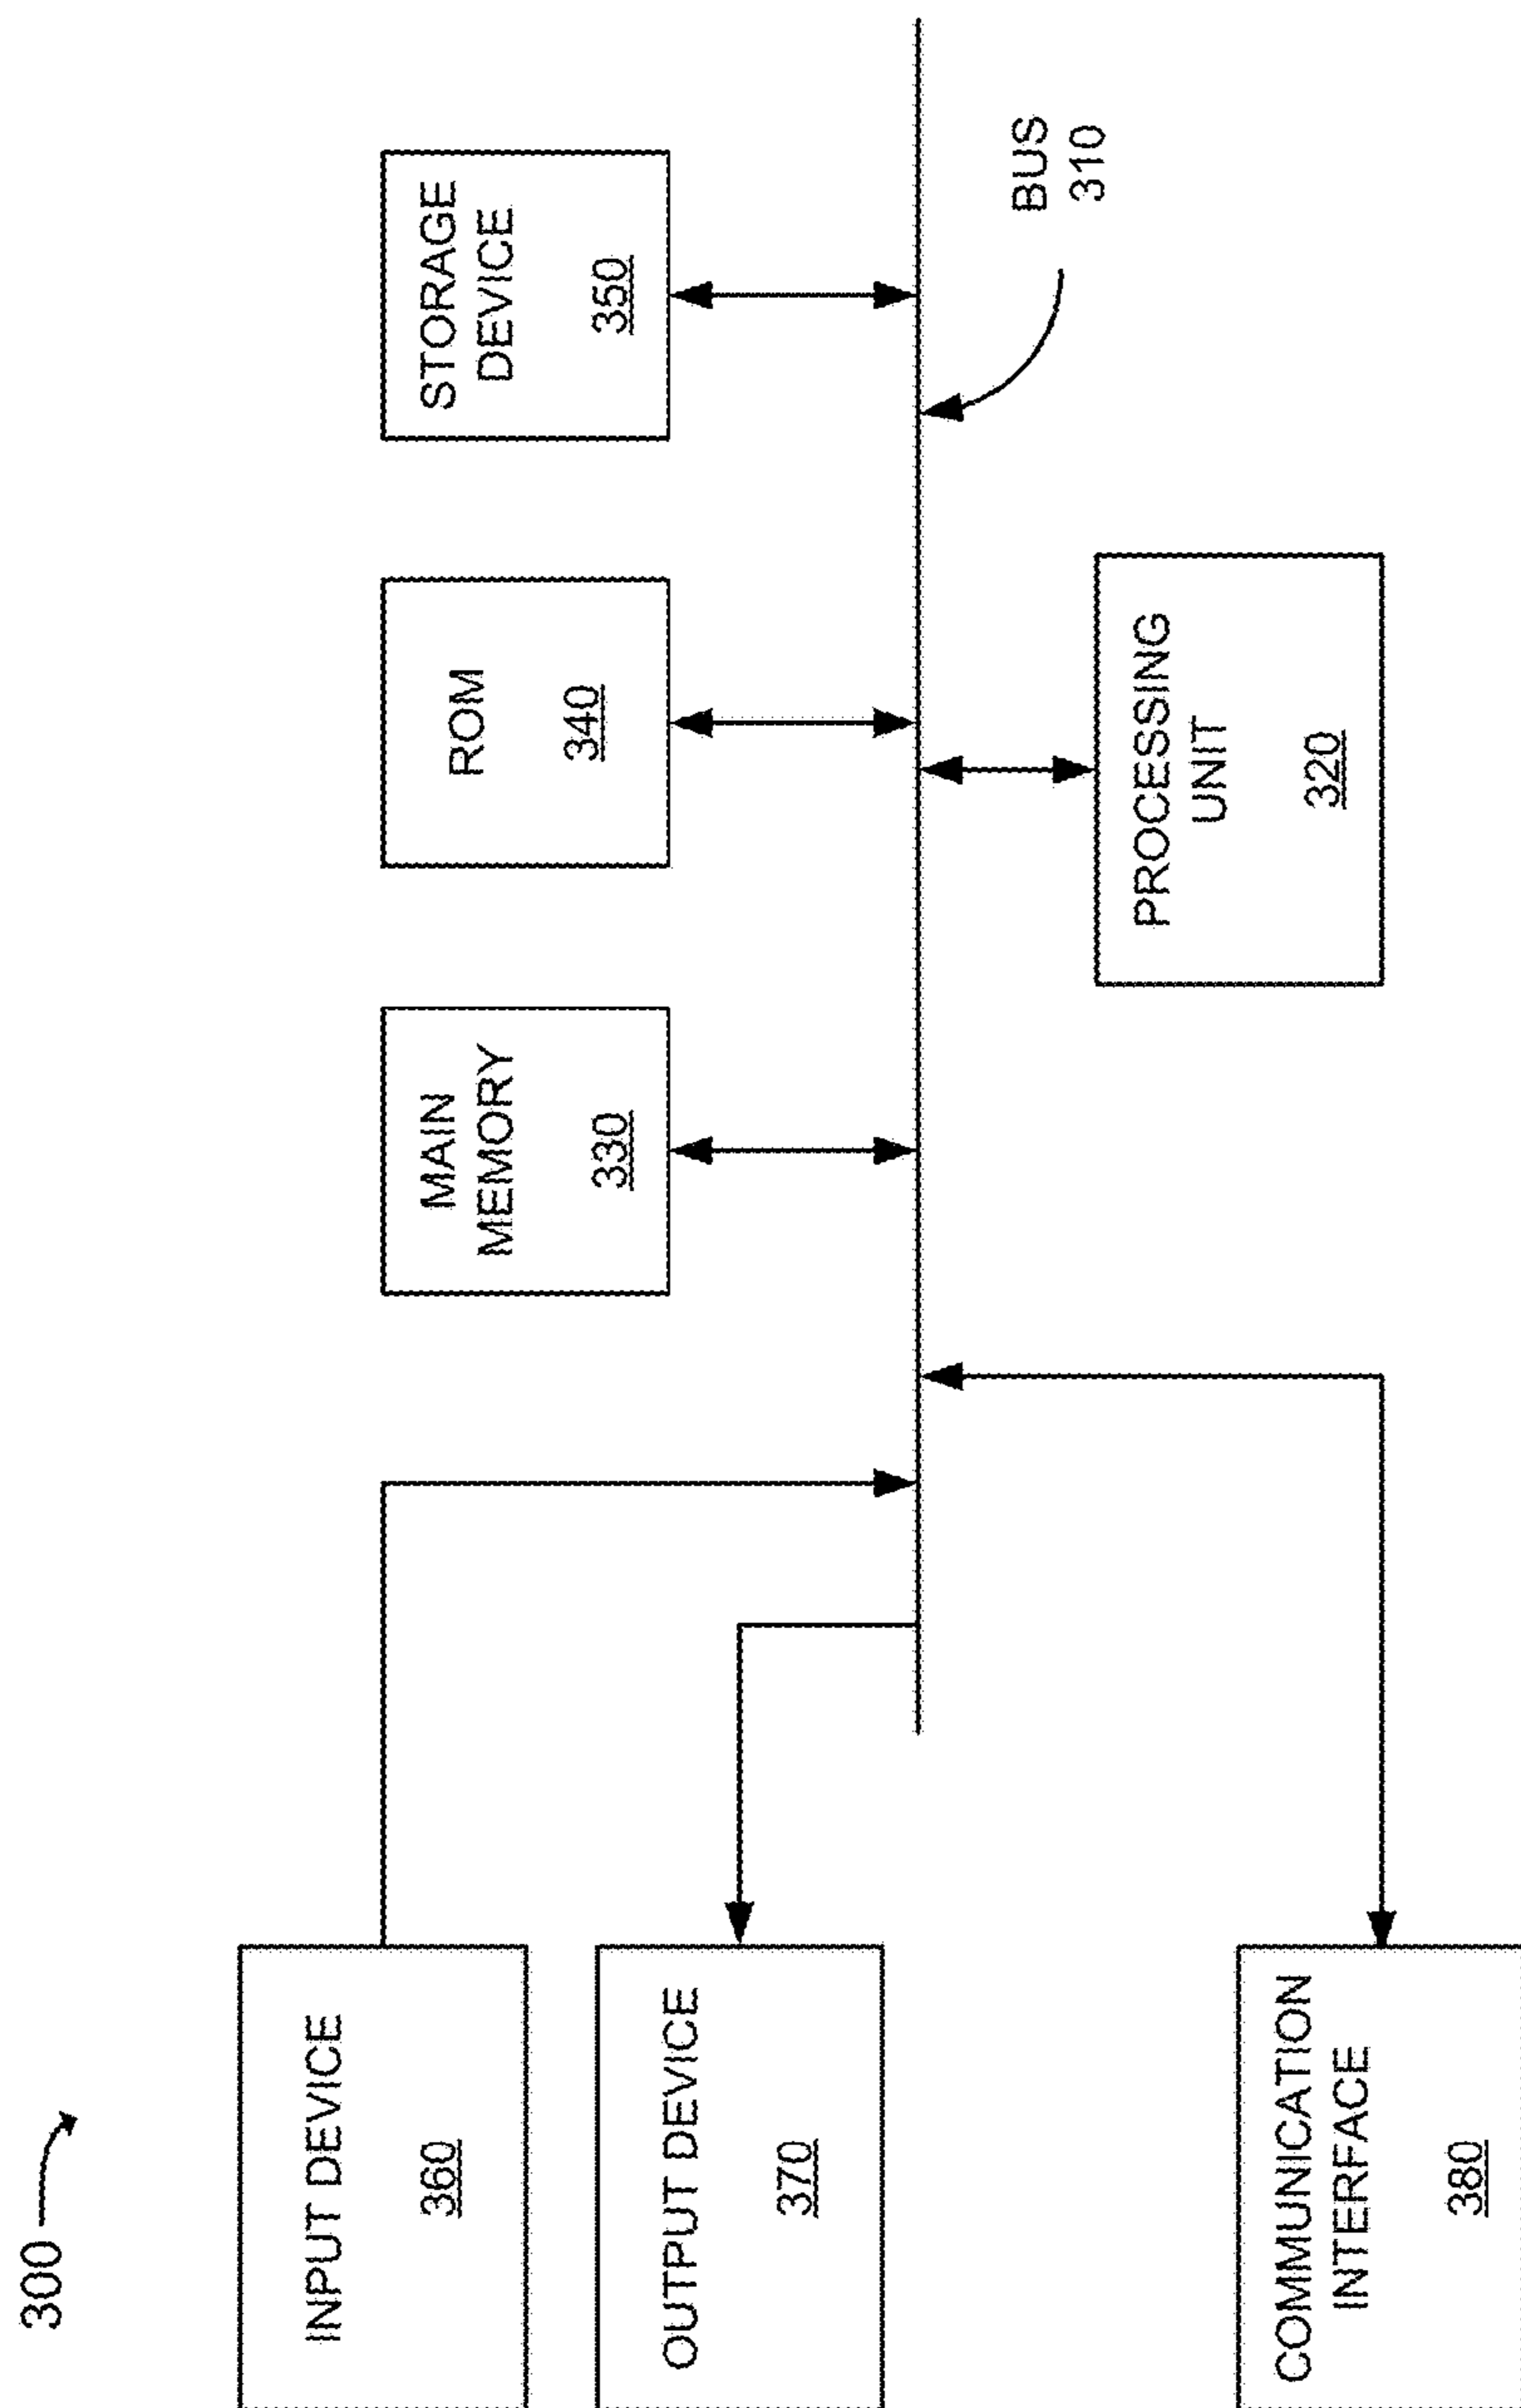 300
MAIN
MEMORY
330
ROM
340
STORAGE
DEVICE
350
INPUT DEVICE
360
OUTPUT DEVICE
370
BUS
310
COMMUNICATION
INTERFACE
380
PROCESSING
UNIT
320